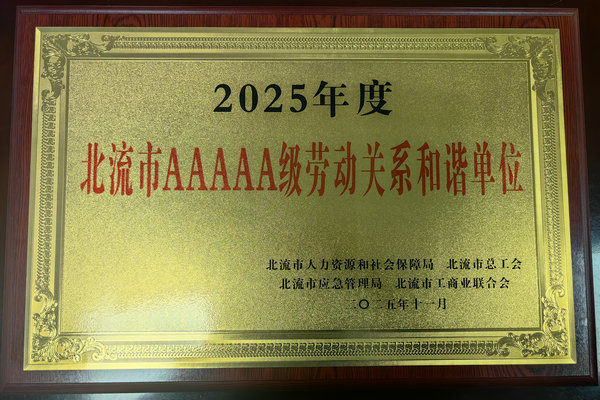 2025年度
北流市AAAAA级劳动关系和谐单位
北流市人力资源和社会保障局 北流市总工会
北流市应急管理局 北流市工商业联合会
二〇二五年十一月